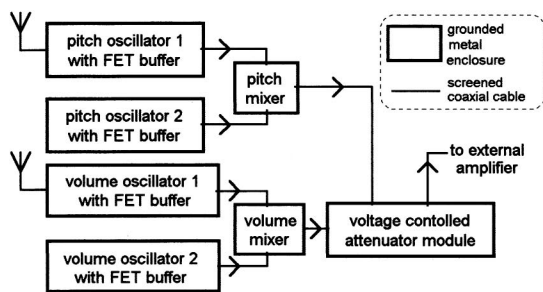 pitch oscillator 1
with FET buffer
pitch oscillator 2
with FET buffer
pitch
mixer
volume oscillator 1
with FET buffer
volume oscillator 2
with FET buffer
volume
mixer
voltage contolled
attenuator module
to external
amplifier
grounded
metal
enclosure
screened
coaxial cable